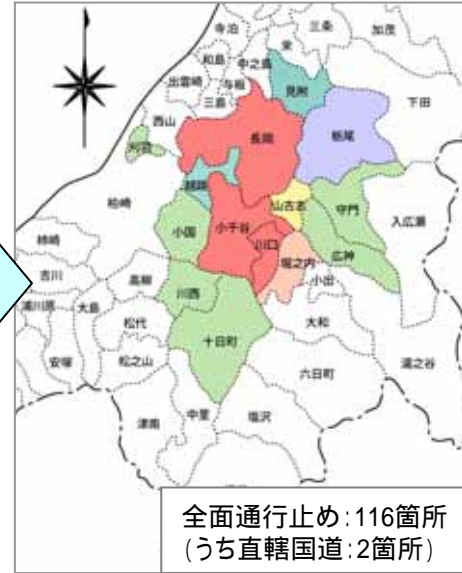 寺泊
三条
加茂
栄
和島
中之島
出雲崎
与板
見附
三島
下田
西山
長岡
栃尾
刈羽
越路
柏崎
山古志
守門
入広瀬
小国
小千谷
柿崎
川口
広神
堀之内
吉川
高柳
小出
川西
浦川原
大島
大和
松代
十日町
湯之谷
安塚
松之山
六日町
中里
塩沢
津南
全面通行止め:116箇所
(うち直轄国道:2箇所)